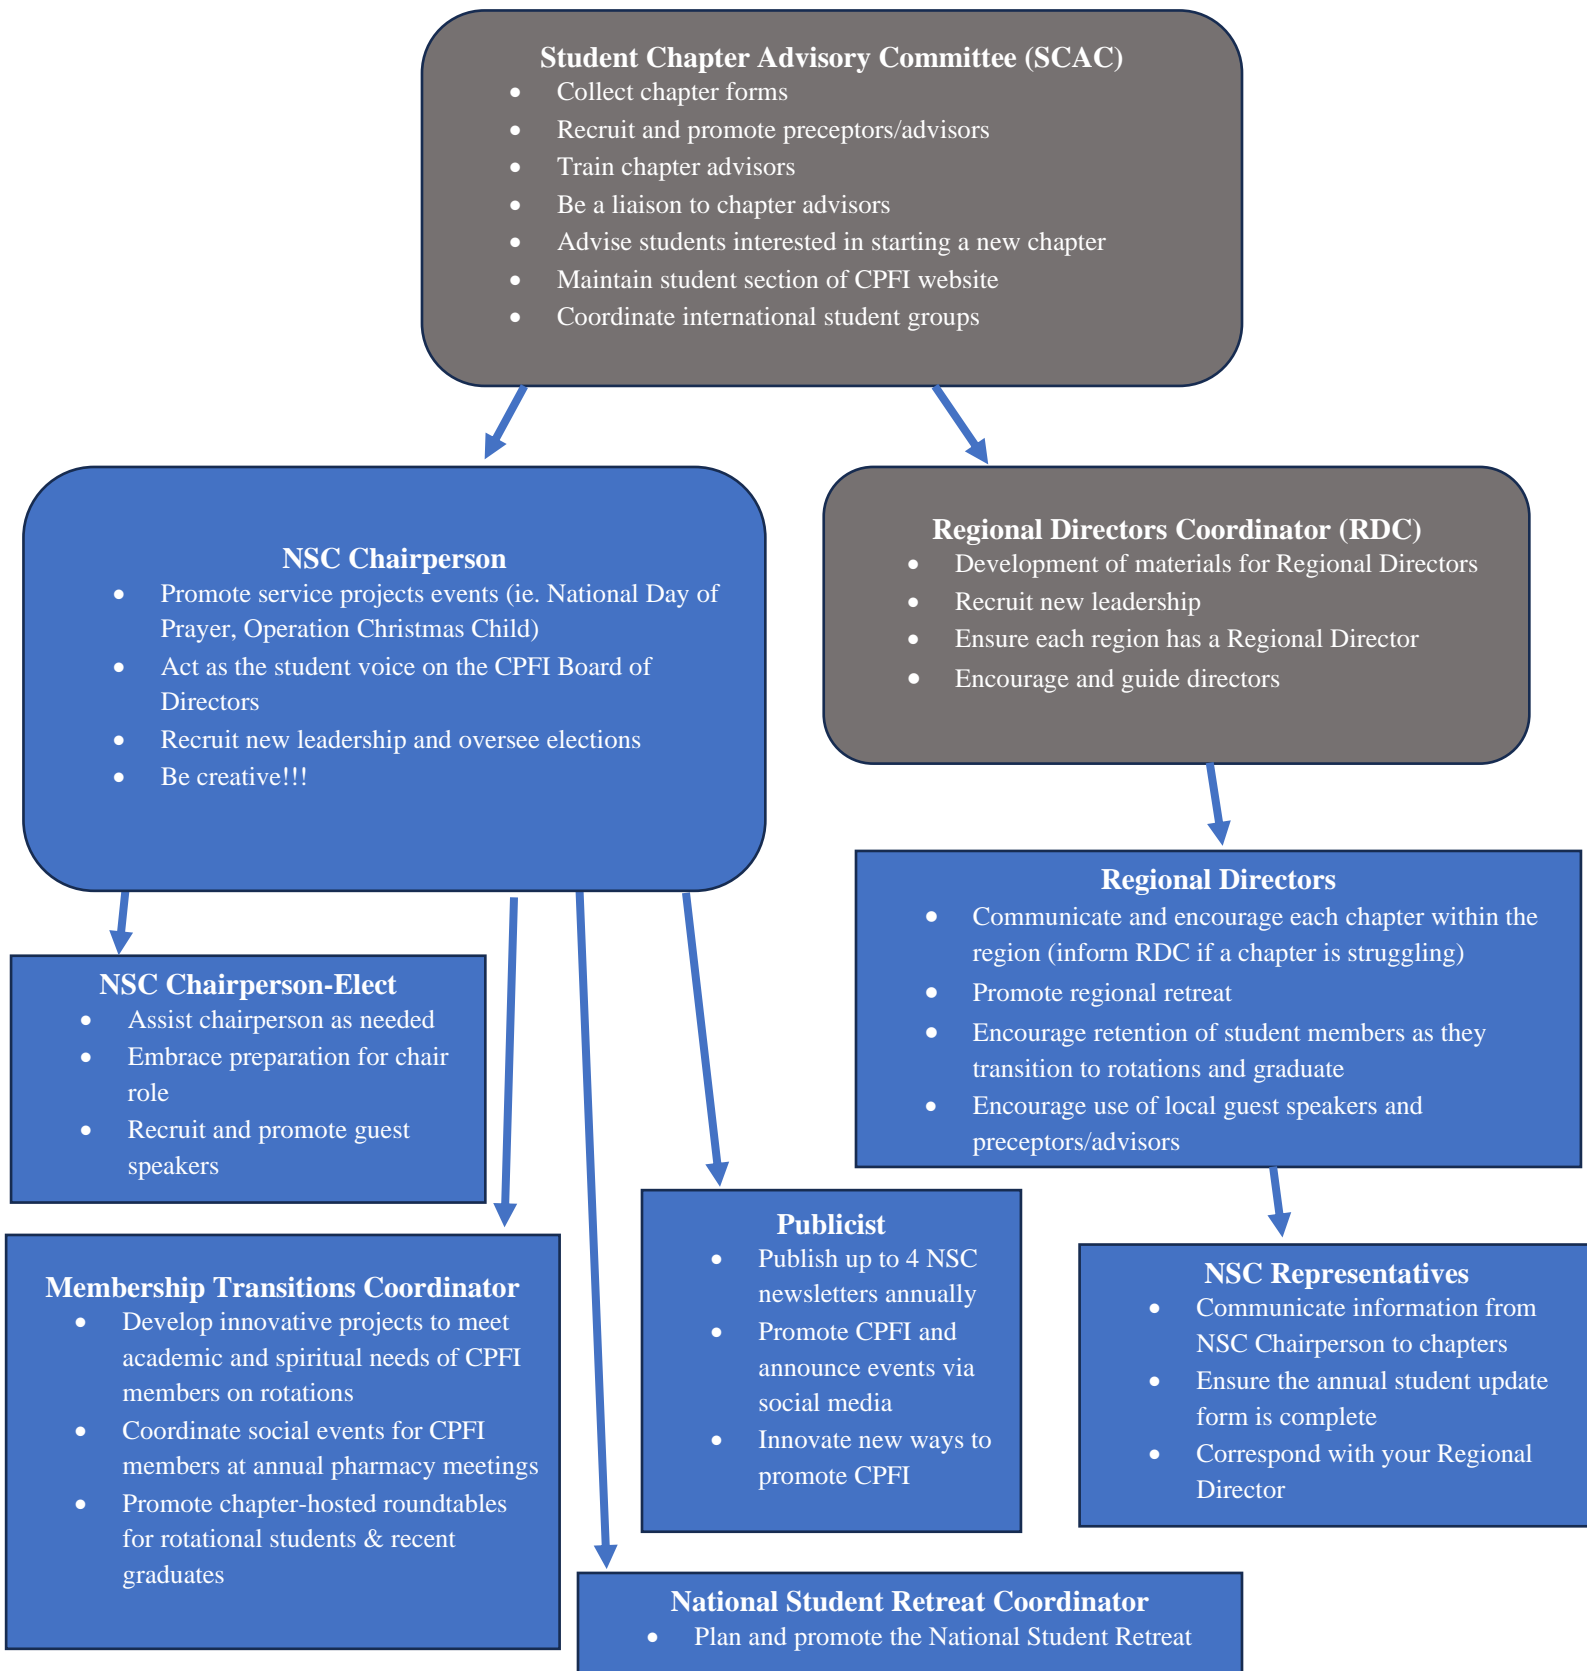 Student Chapter Advisory Committee (SCAC)
• Collect chapter forms
• Recruit and promote preceptors/advisors
• Train chapter advisors
• Be a liaison to chapter advisors
• Advise students interested in starting a new chapter
• Maintain student section of CPFI website
• Coordinate international student groups
NSC Chairperson
• Promote service projects events (ie. National Day of
Prayer, Operation Christmas Child)
• Act as the student voice on the CPFI Board of
Directors
• Recruit new leadership and oversee elections
• Be creative!!!
Regional Directors Coordinator (RDC)
• Development of materials for Regional Directors
• Recruit new leadership
• Ensure each region has a Regional Director
• Encourage and guide directors
Regional Directors
• Communicate and encourage each chapter within the
region (inform RDC if a chapter is struggling)
• Promote regional retreat
• Encourage retention of student members as they
transition to rotations and graduate
• Encourage use of local guest speakers and
preceptors/advisors
NSC Chairperson-Elect
• Assist chairperson as needed
• Embrace preparation for chair
role
• Recruit and promote guest
speakers
Membership Transitions Coordinator
• Develop innovative projects to meet
academic and spiritual needs of CPFI
members on rotations
• Coordinate social events for CPFI
members at annual pharmacy meetings
• Promote chapter-hosted roundtables
for rotational students & recent
graduates
Publicist
• Publish up to 4 NSC
newsletters annually
• Promote CPFI and
announce events via
social media
• Innovate new ways to
promote CPFI
NSC Representatives
• Communicate information from
NSC Chairperson to chapters
• Ensure the annual student update
form is complete
• Correspond with your Regional
Director
National Student Retreat Coordinator
• Plan and promote the National Student Retreat